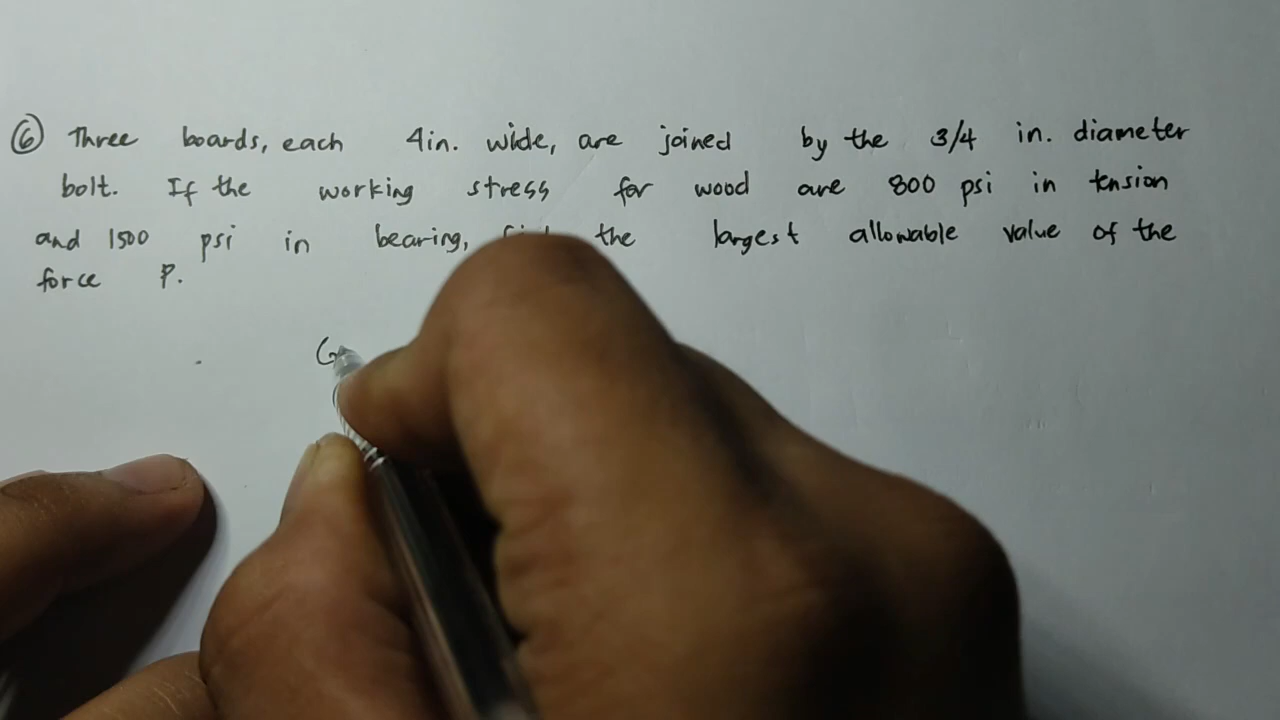 ⑥ Three boards, each 4in. wide, are joined by the 3/4 in. diameter
bolt. If the working stress for wood are 800 psi in tension
and 1500 psi in bearing, the largest allowable value of the
force P.